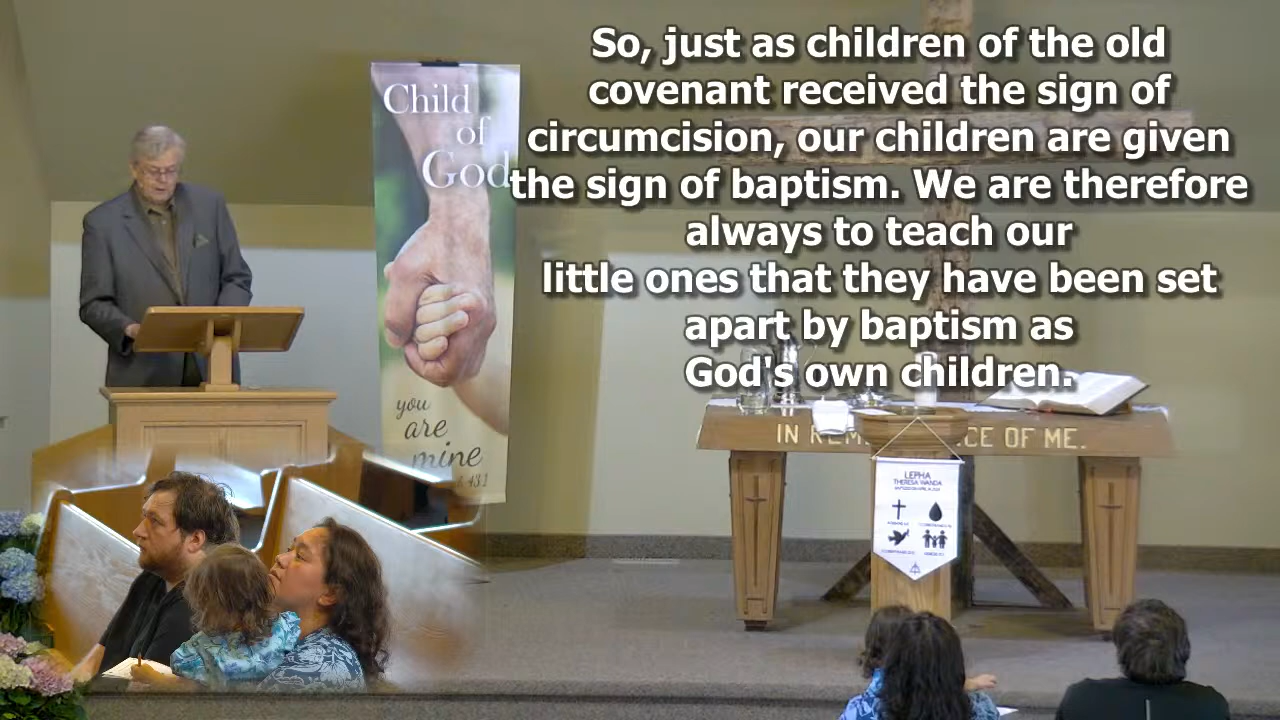 So, just as children of the old
covenant received the sign of
circumcision, our children are given
the sign of baptism. We are therefore
always to teach our
little ones that they have been set
apart by baptism as
God's own children.
Child
of
God
you
are
mine
IN REM CE OF ME.
LEPHA
THERESA WANDA